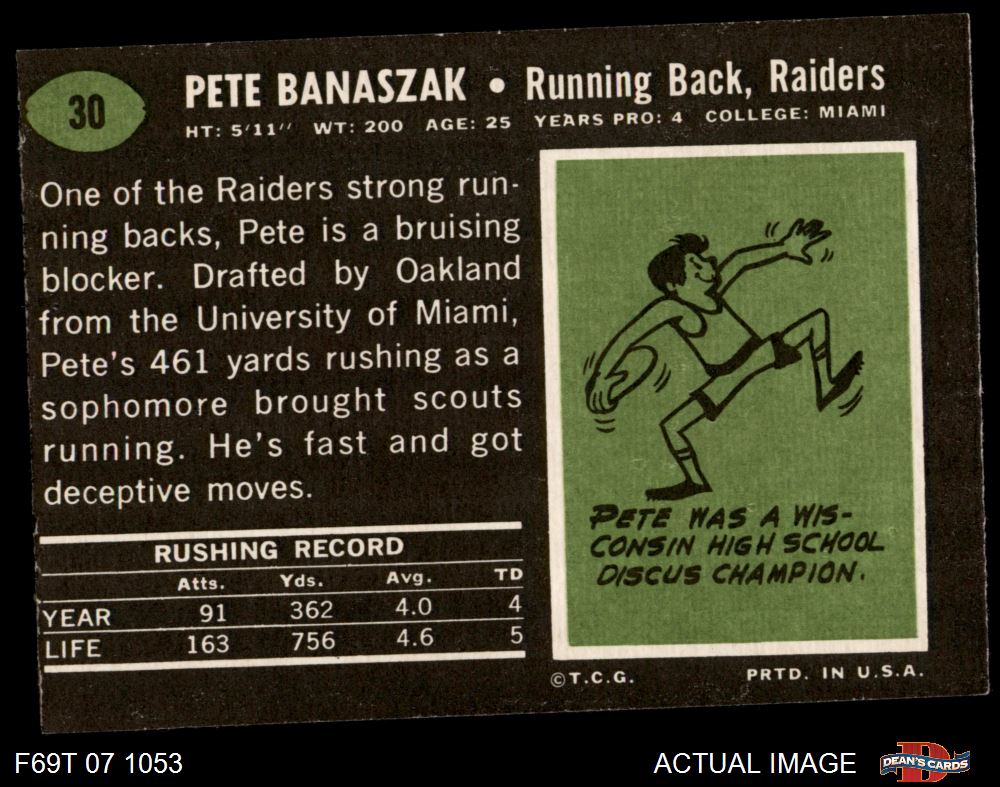 30
PETE BANASZAK • Running Back, Raiders
HT: 5'11" WT: 200 AGE: 25 YEARS PRO: 4 COLLEGE: MIAMI
One of the Raiders strong run-
ning backs, Pete is a bruising
blocker. Drafted by Oakland
from the University of Miami,
Pete's 461 yards rushing as a
sophomore brought scouts
running. He's fast and got
deceptive moves.
RUSHING RECORD
Atts. Yds. Avg. TD
YEAR 91 362 4.0 4
LIFE 163 756 4.6 5
PETE WAS A WIS-
CONSIN HIGH SCHOOL
DISCUS CHAMPION.
©T.C.G. PRTD. IN U.S.A.
F69T 07 1053 ACTUAL IMAGE
D
DEAN'S CARDS